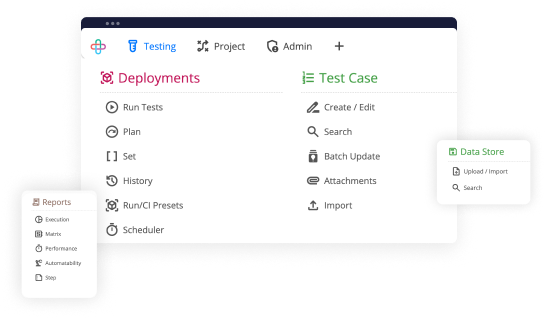 Testing Project Admin
Deployments
Run Tests
Plan
Set
History
Run/CI Presets
Scheduler
Test Case
Create / Edit
Search
Batch Update
Attachments
Import
Data Store
Upload / Import
Search
Reports
Execution
Matrix
Performance
Automatability
Step